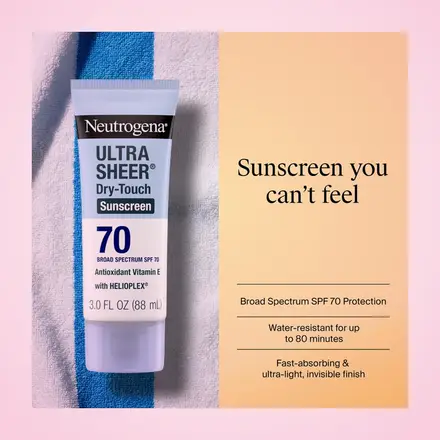 Neutrogena®
ULTRA
SHEER®
Dry-Touch
Sunscreen
70
BROAD SPECTRUM SPF 70
Antioxidant Vitamin E
with HELIOPLEX®
3.0 FL OZ (88 mL)
Sunscreen you
can't feel
Broad Spectrum SPF 70 Protection
Water-resistant for up
to 80 minutes
Fast-absorbing &
ultra-light, invisible finish